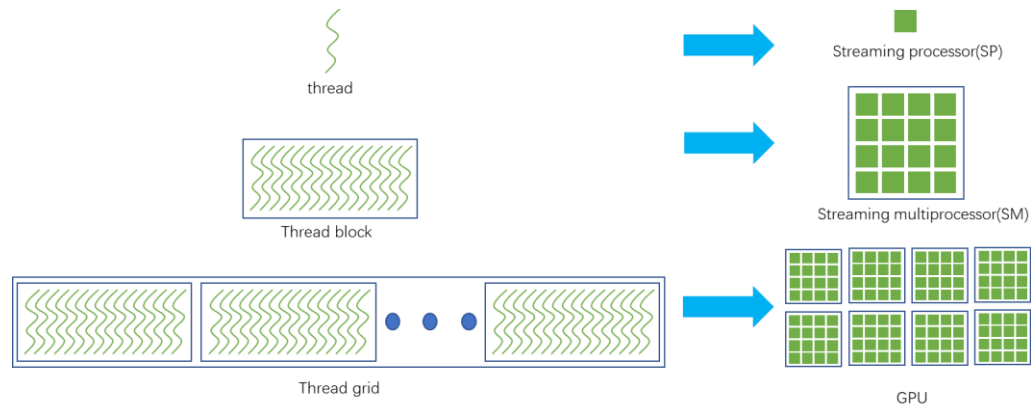 thread
Streaming processor(SP)
Thread block
Streaming multiprocessor(SM)
Thread grid
GPU